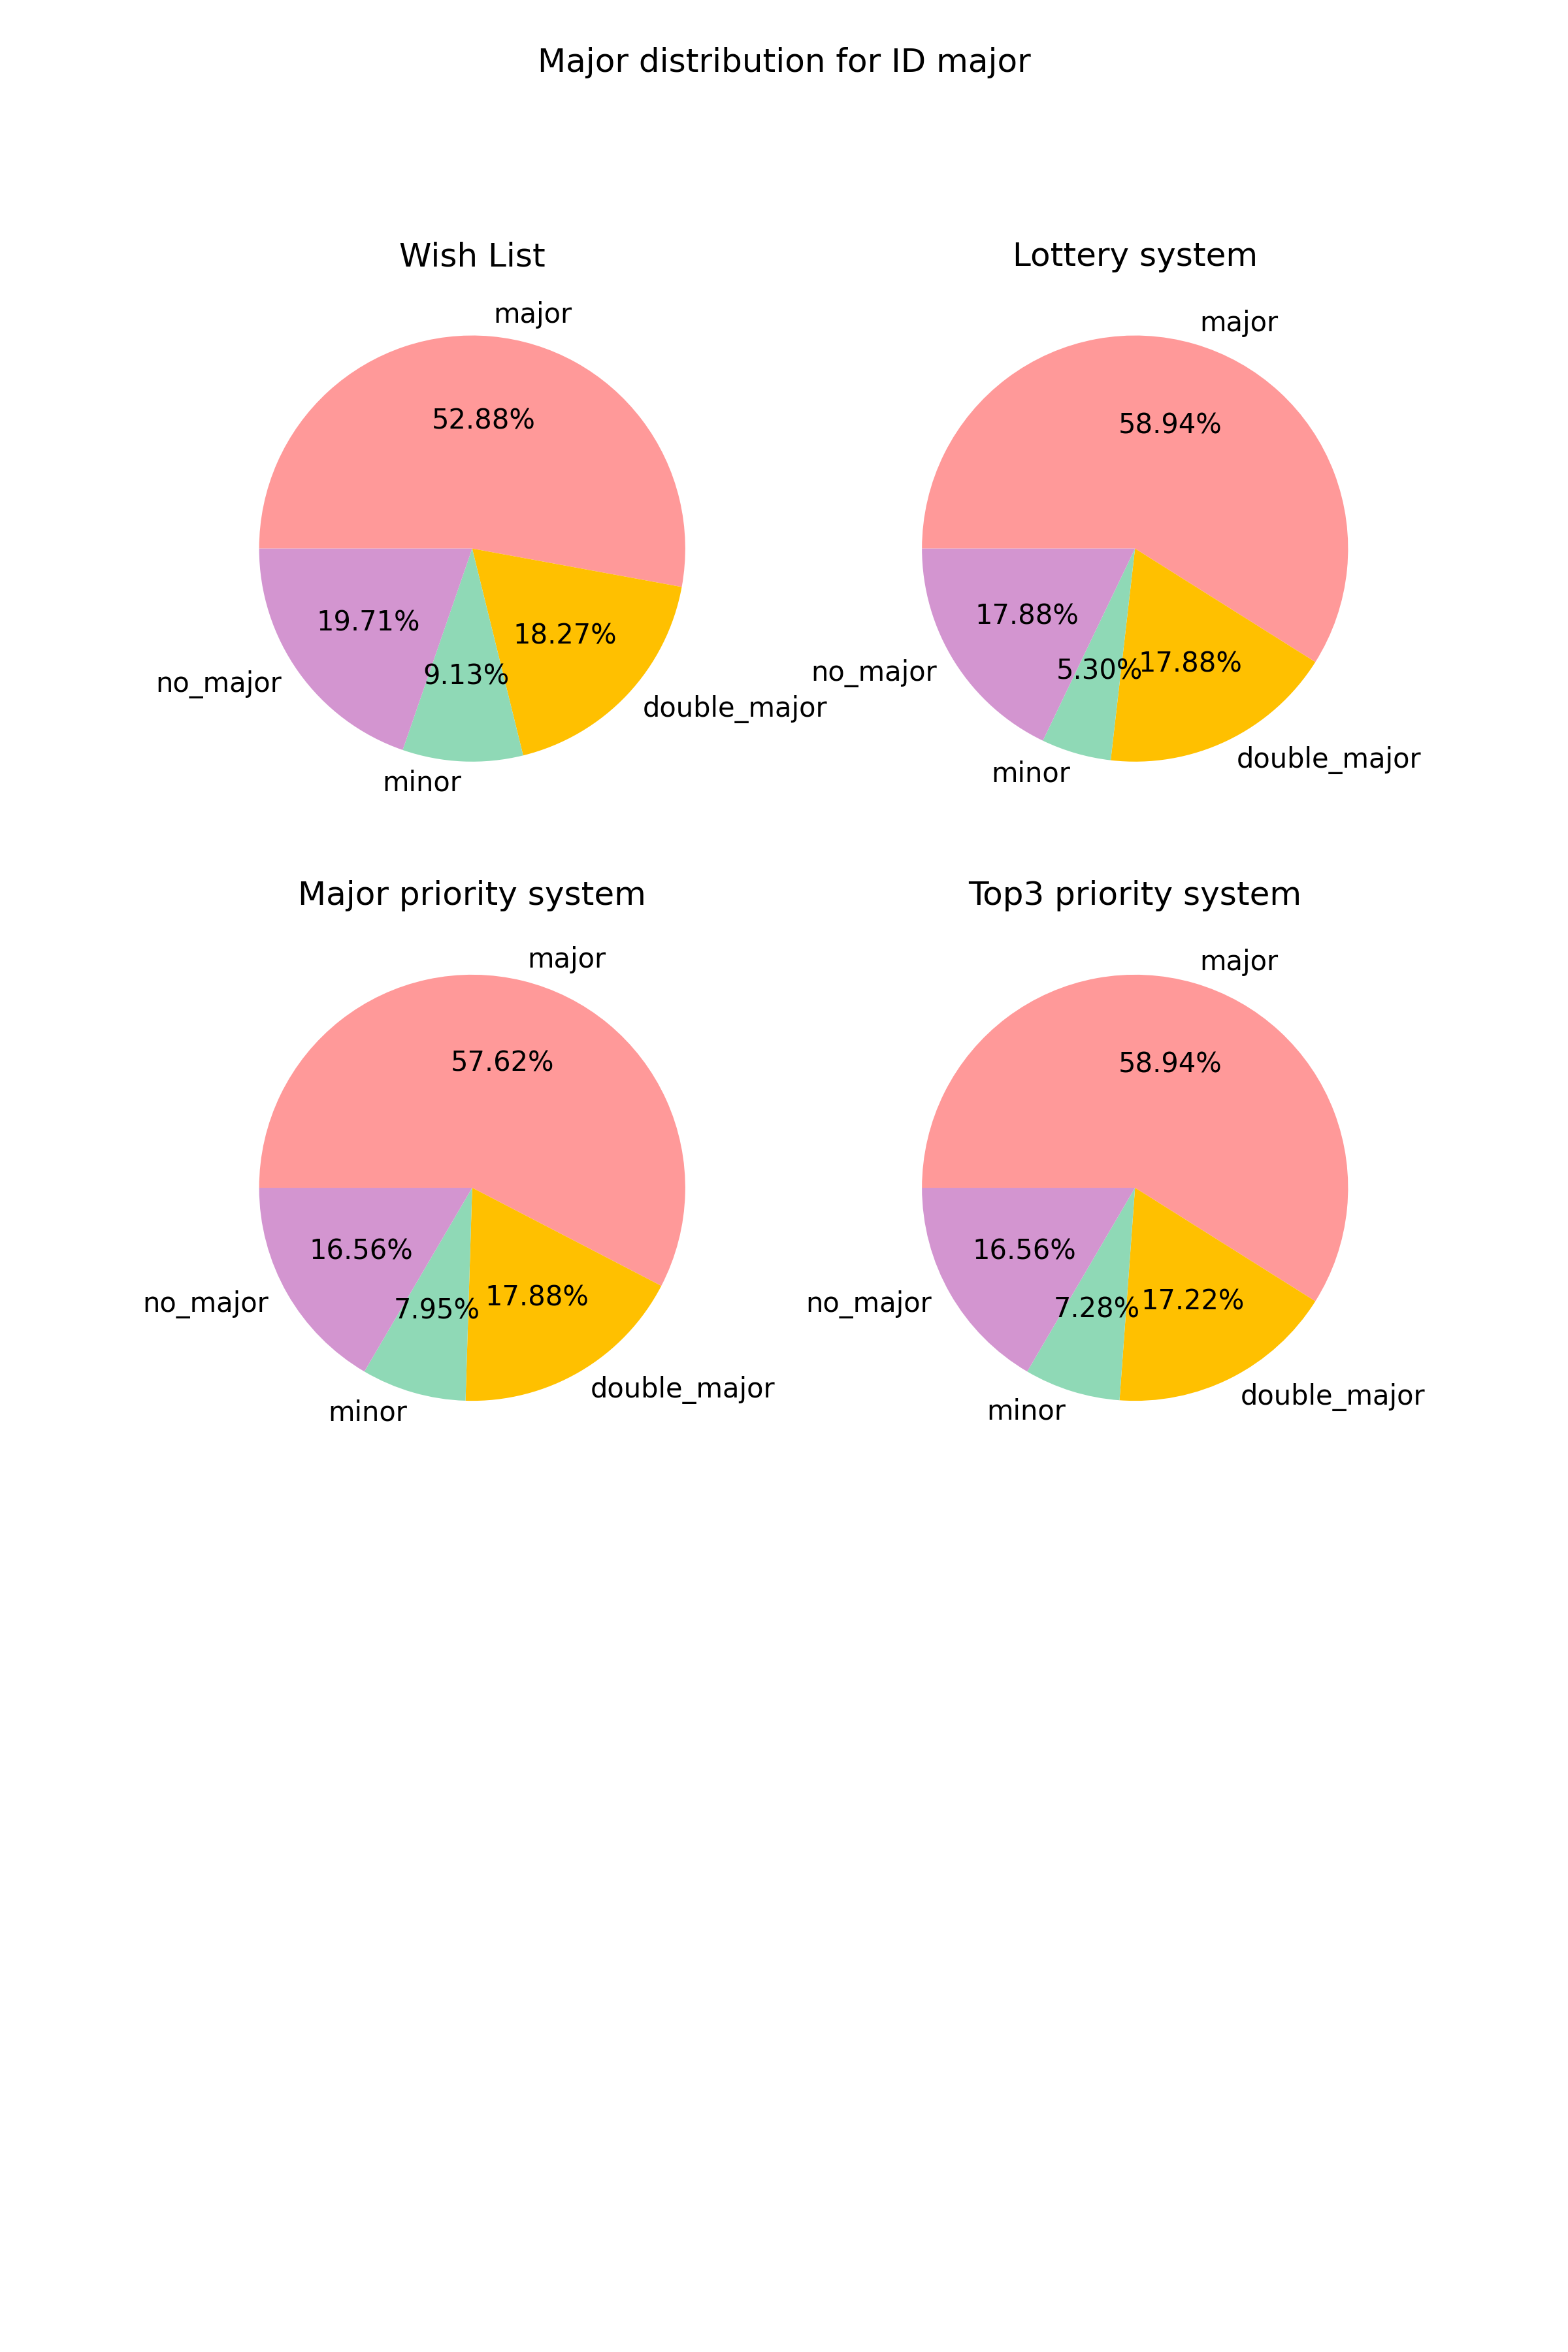 Major distribution for ID major
Wish List
major
52.88%
19.71%
18.27%
9.13%
no_major
double_major
minor
Lottery system
major
58.94%
17.88%
5.30%
17.88%
no_major
double_major
minor
Major priority system
major
57.62%
16.56%
7.95%
17.88%
no_major
double_major
minor
Top3 priority system
major
58.94%
16.56%
7.28%
17.22%
no_major
double_major
minor